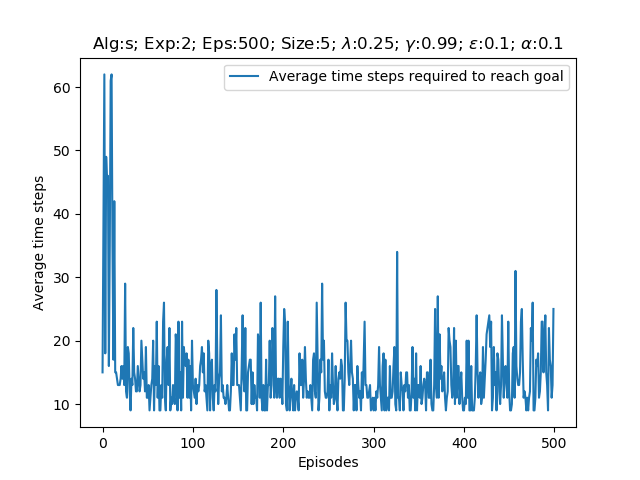 Alg:s; Exp:2; Eps:500; Size:5; λ:0.25; γ:0.99; ε:0.1; α:0.1
Average time steps required to reach goal
60
50
40
30
20
10
Average time steps
0 100 200 300 400 500
Episodes